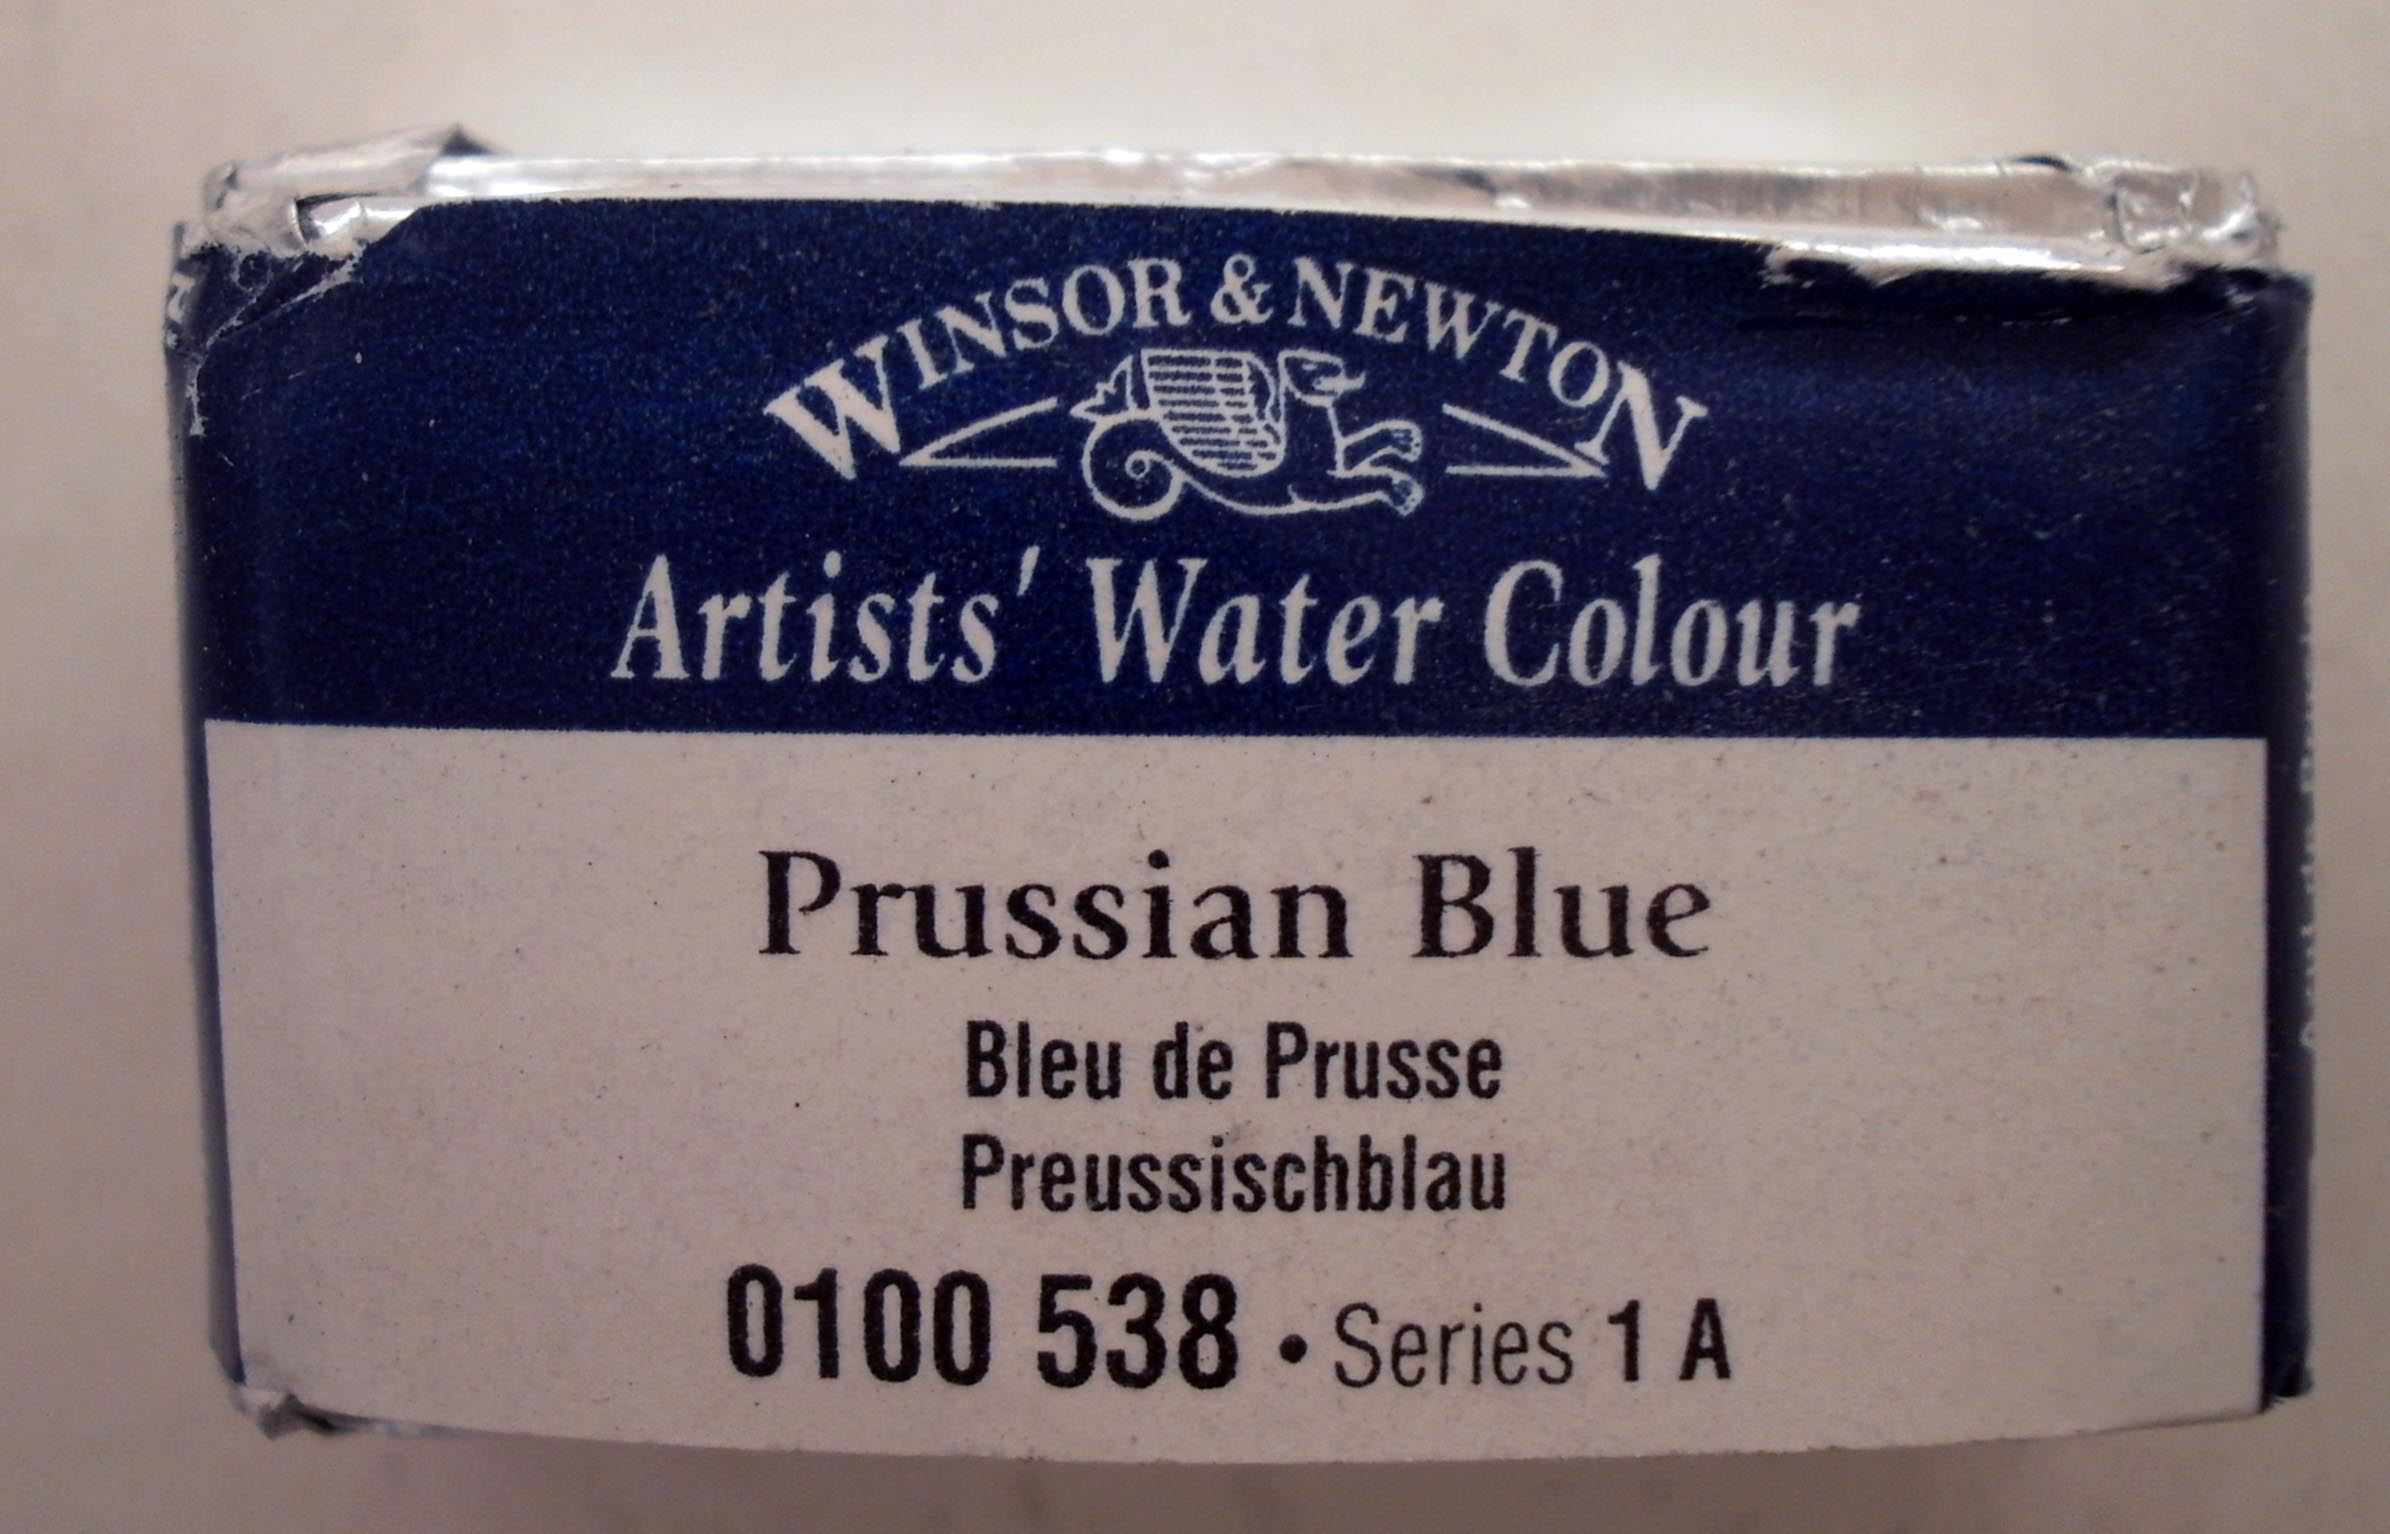 WINSOR & NEWTON
Artists' Water Colour
Prussian Blue
Bleu de Prusse
Preussischblau
0100 538 • Series 1 A